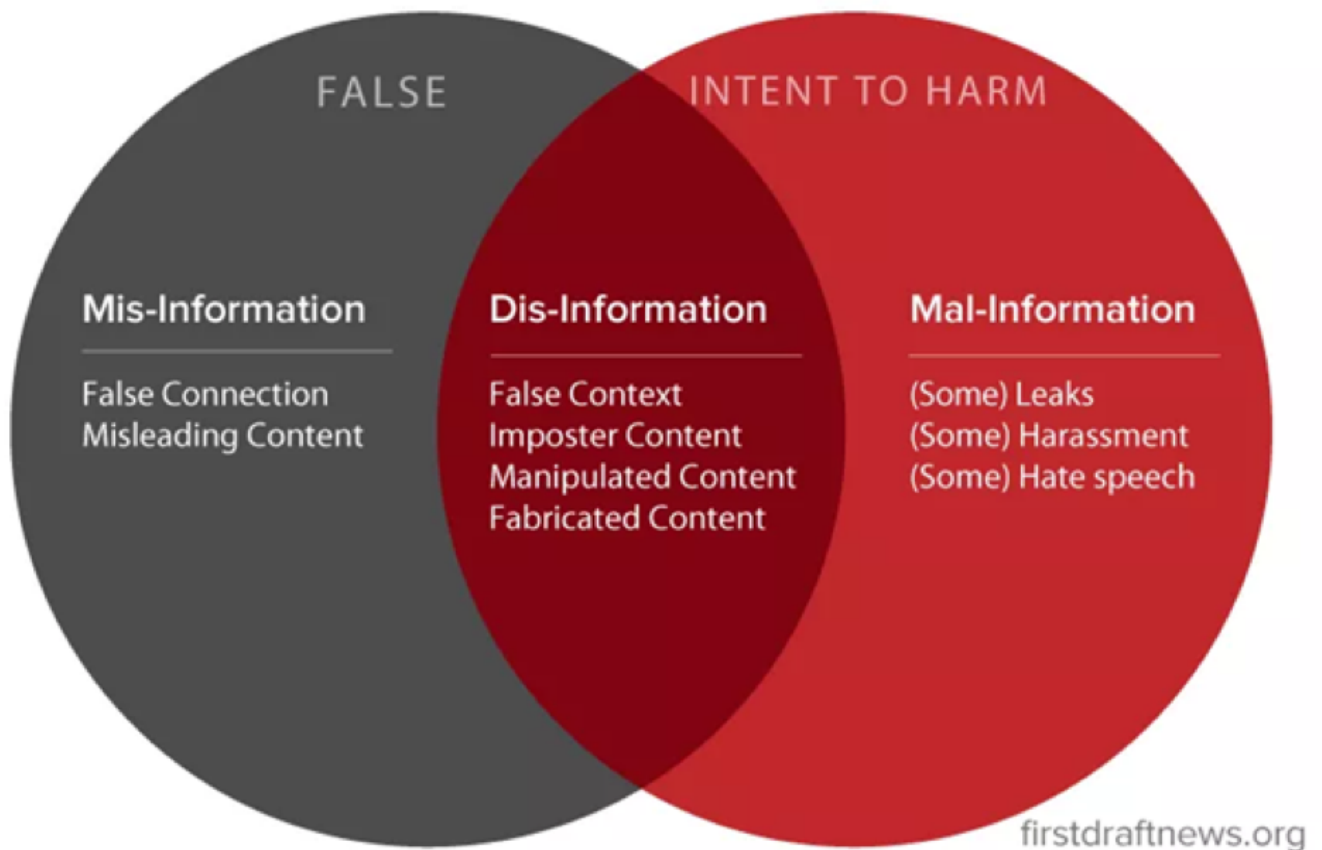 FALSE
INTENT TO HARM
Mis-Information
False Connection
Misleading Content
Dis-Information
False Context
Imposter Content
Manipulated Content
Fabricated Content
Mal-Information
(Some) Leaks
(Some) Harassment
(Some) Hate speech
firstdraftnews.org